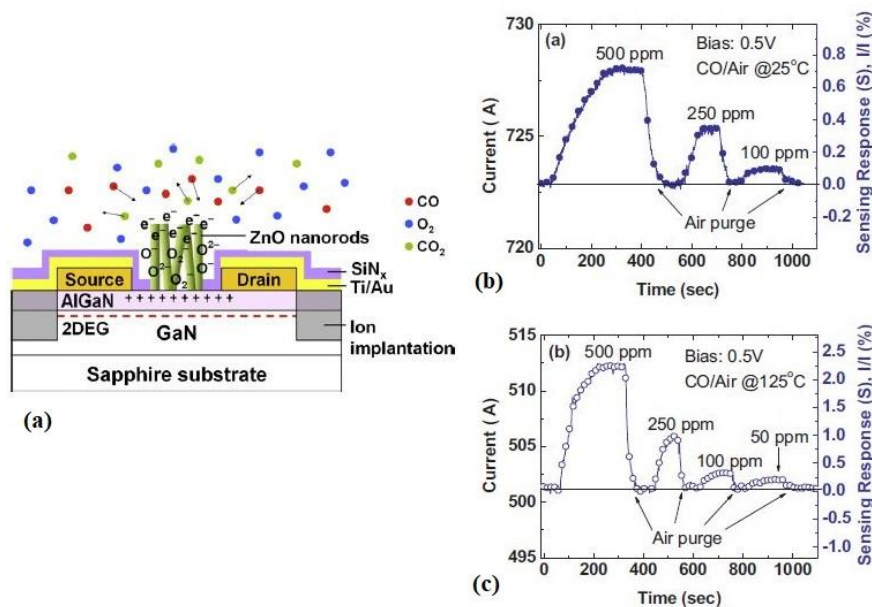 CO
O2
CO2
e−
e− e−
e− e−
O2− O−
O− O2−
O2−
ZnO nanorods
SiNx
Ti/Au
Source
Drain
AlGaN
+ + + + + + + + + +
2DEG
GaN
Ion
implantation
Sapphire substrate
(a)
(a)
500 ppm
Bias: 0.5V
CO/Air @25°C
250 ppm
100 ppm
Air purge
730
725
720
Current ( A)
0.8
0.6
0.4
0.2
0.0
-0.2
Sensing Response (S), I/I (%)
0 200 400 600 800 1000
Time (sec)
(b)
(b)
500 ppm
Bias: 0.5V
CO/Air @125°C
250 ppm
50 ppm
100 ppm
Air purge
515
510
505
500
495
Current ( A)
2.5
2.0
1.5
1.0
0.5
0.0
-0.5
-1.0
Sensing Response (S), I/I (%)
0 200 400 600 800 1000
Time (sec)
(c)